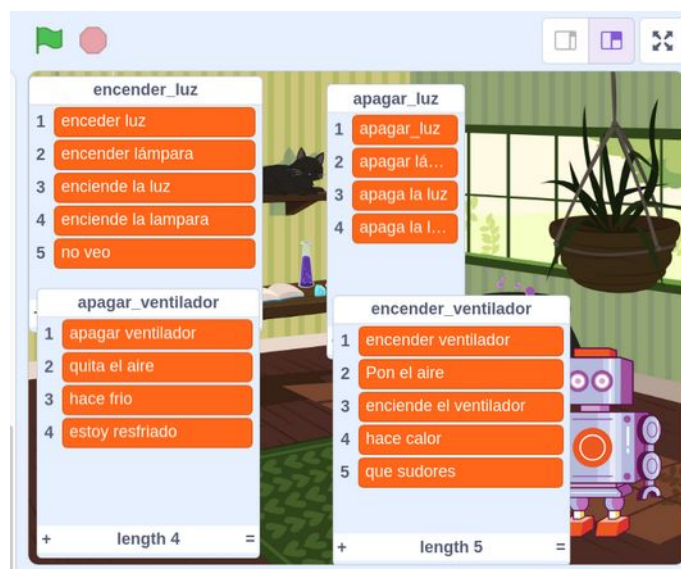 encender_luz
1 enceder luz
2 encender lámpara
3 enciende la luz
4 enciende la lampara
5 no veo
apagar_luz
1 apagar_luz
2 apagar lá...
3 apaga la luz
4 apaga la l...
apagar_ventilador
1 apagar ventilador
2 quita el aire
3 hace frio
4 estoy resfriado
+ length 4 =
encender_ventilador
1 encender ventilador
2 Pon el aire
3 enciende el ventilador
4 hace calor
5 que sudores
+ length 5 =